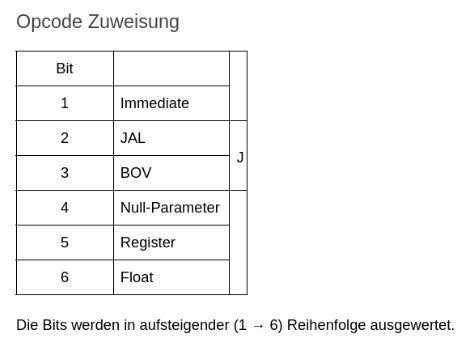 Opcode Zuweisung
Bit
1 Immediate
2 JAL
J
3 BOV
4 Null-Parameter
5 Register
6 Float
Die Bits werden in aufsteigender (1 → 6) Reihenfolge ausgewertet.